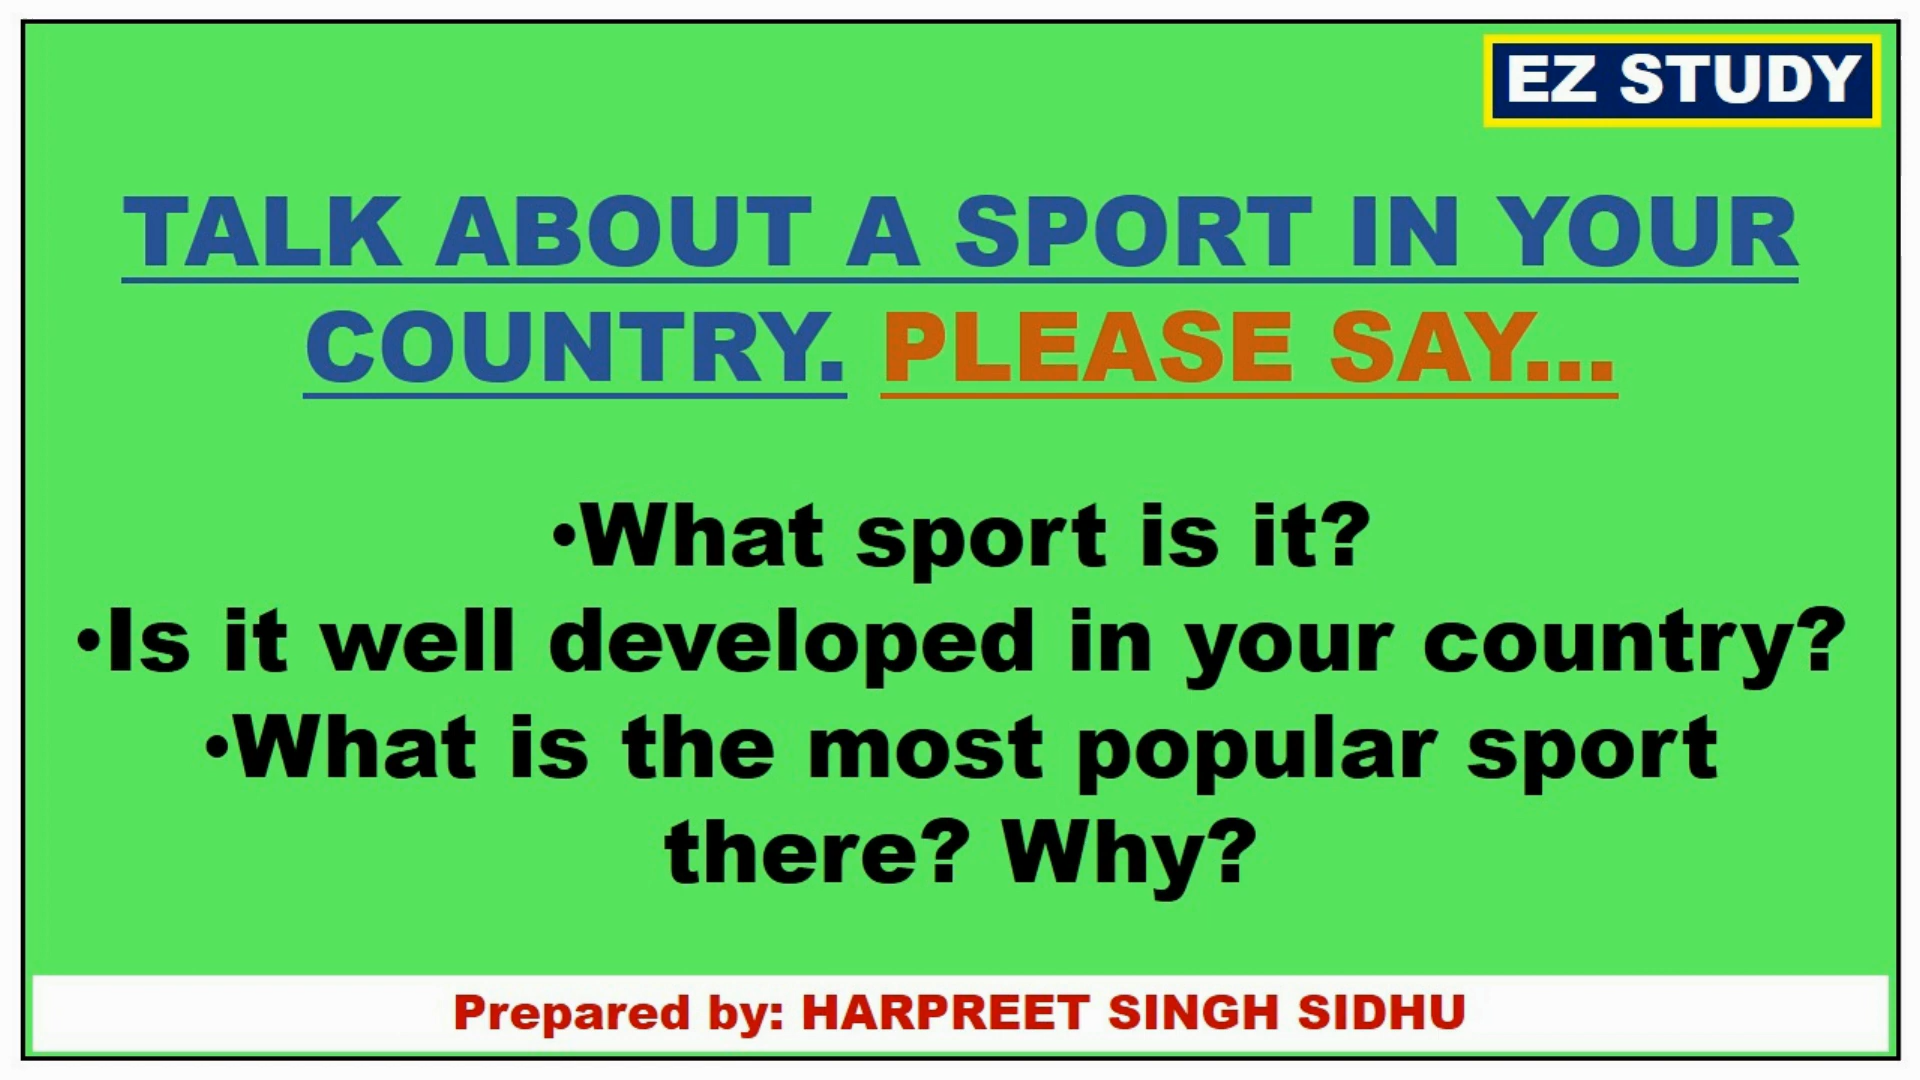 EZ STUDY
TALK ABOUT A SPORT IN YOUR
COUNTRY. PLEASE SAY...
•What sport is it?
•Is it well developed in your country?
•What is the most popular sport
there? Why?
Prepared by: HARPREET SINGH SIDHU